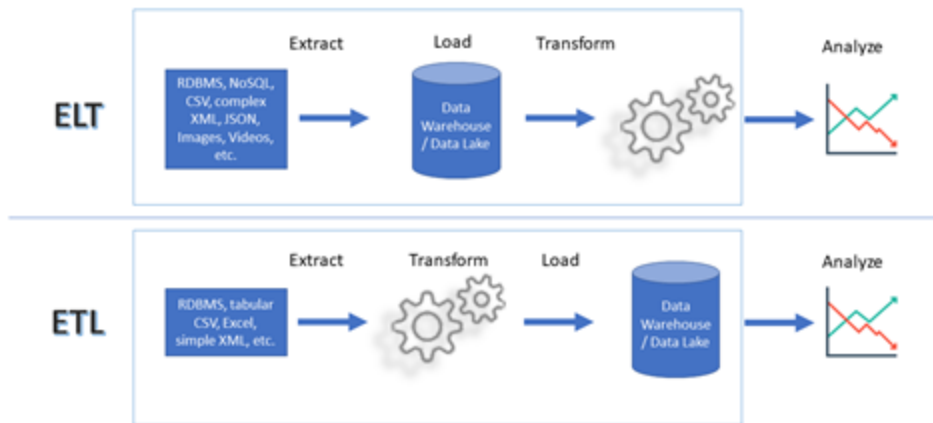 Extract
Load
Transform
Analyze
ELT
RDBMS, NoSQL,
CSV, complex
XML, JSON,
Images, Videos,
etc.
Data
Warehouse
/ Data Lake
Extract
Transform
Load
Analyze
ETL
RDBMS, tabular
CSV, Excel,
simple XML, etc.
Data
Warehouse
/ Data Lake